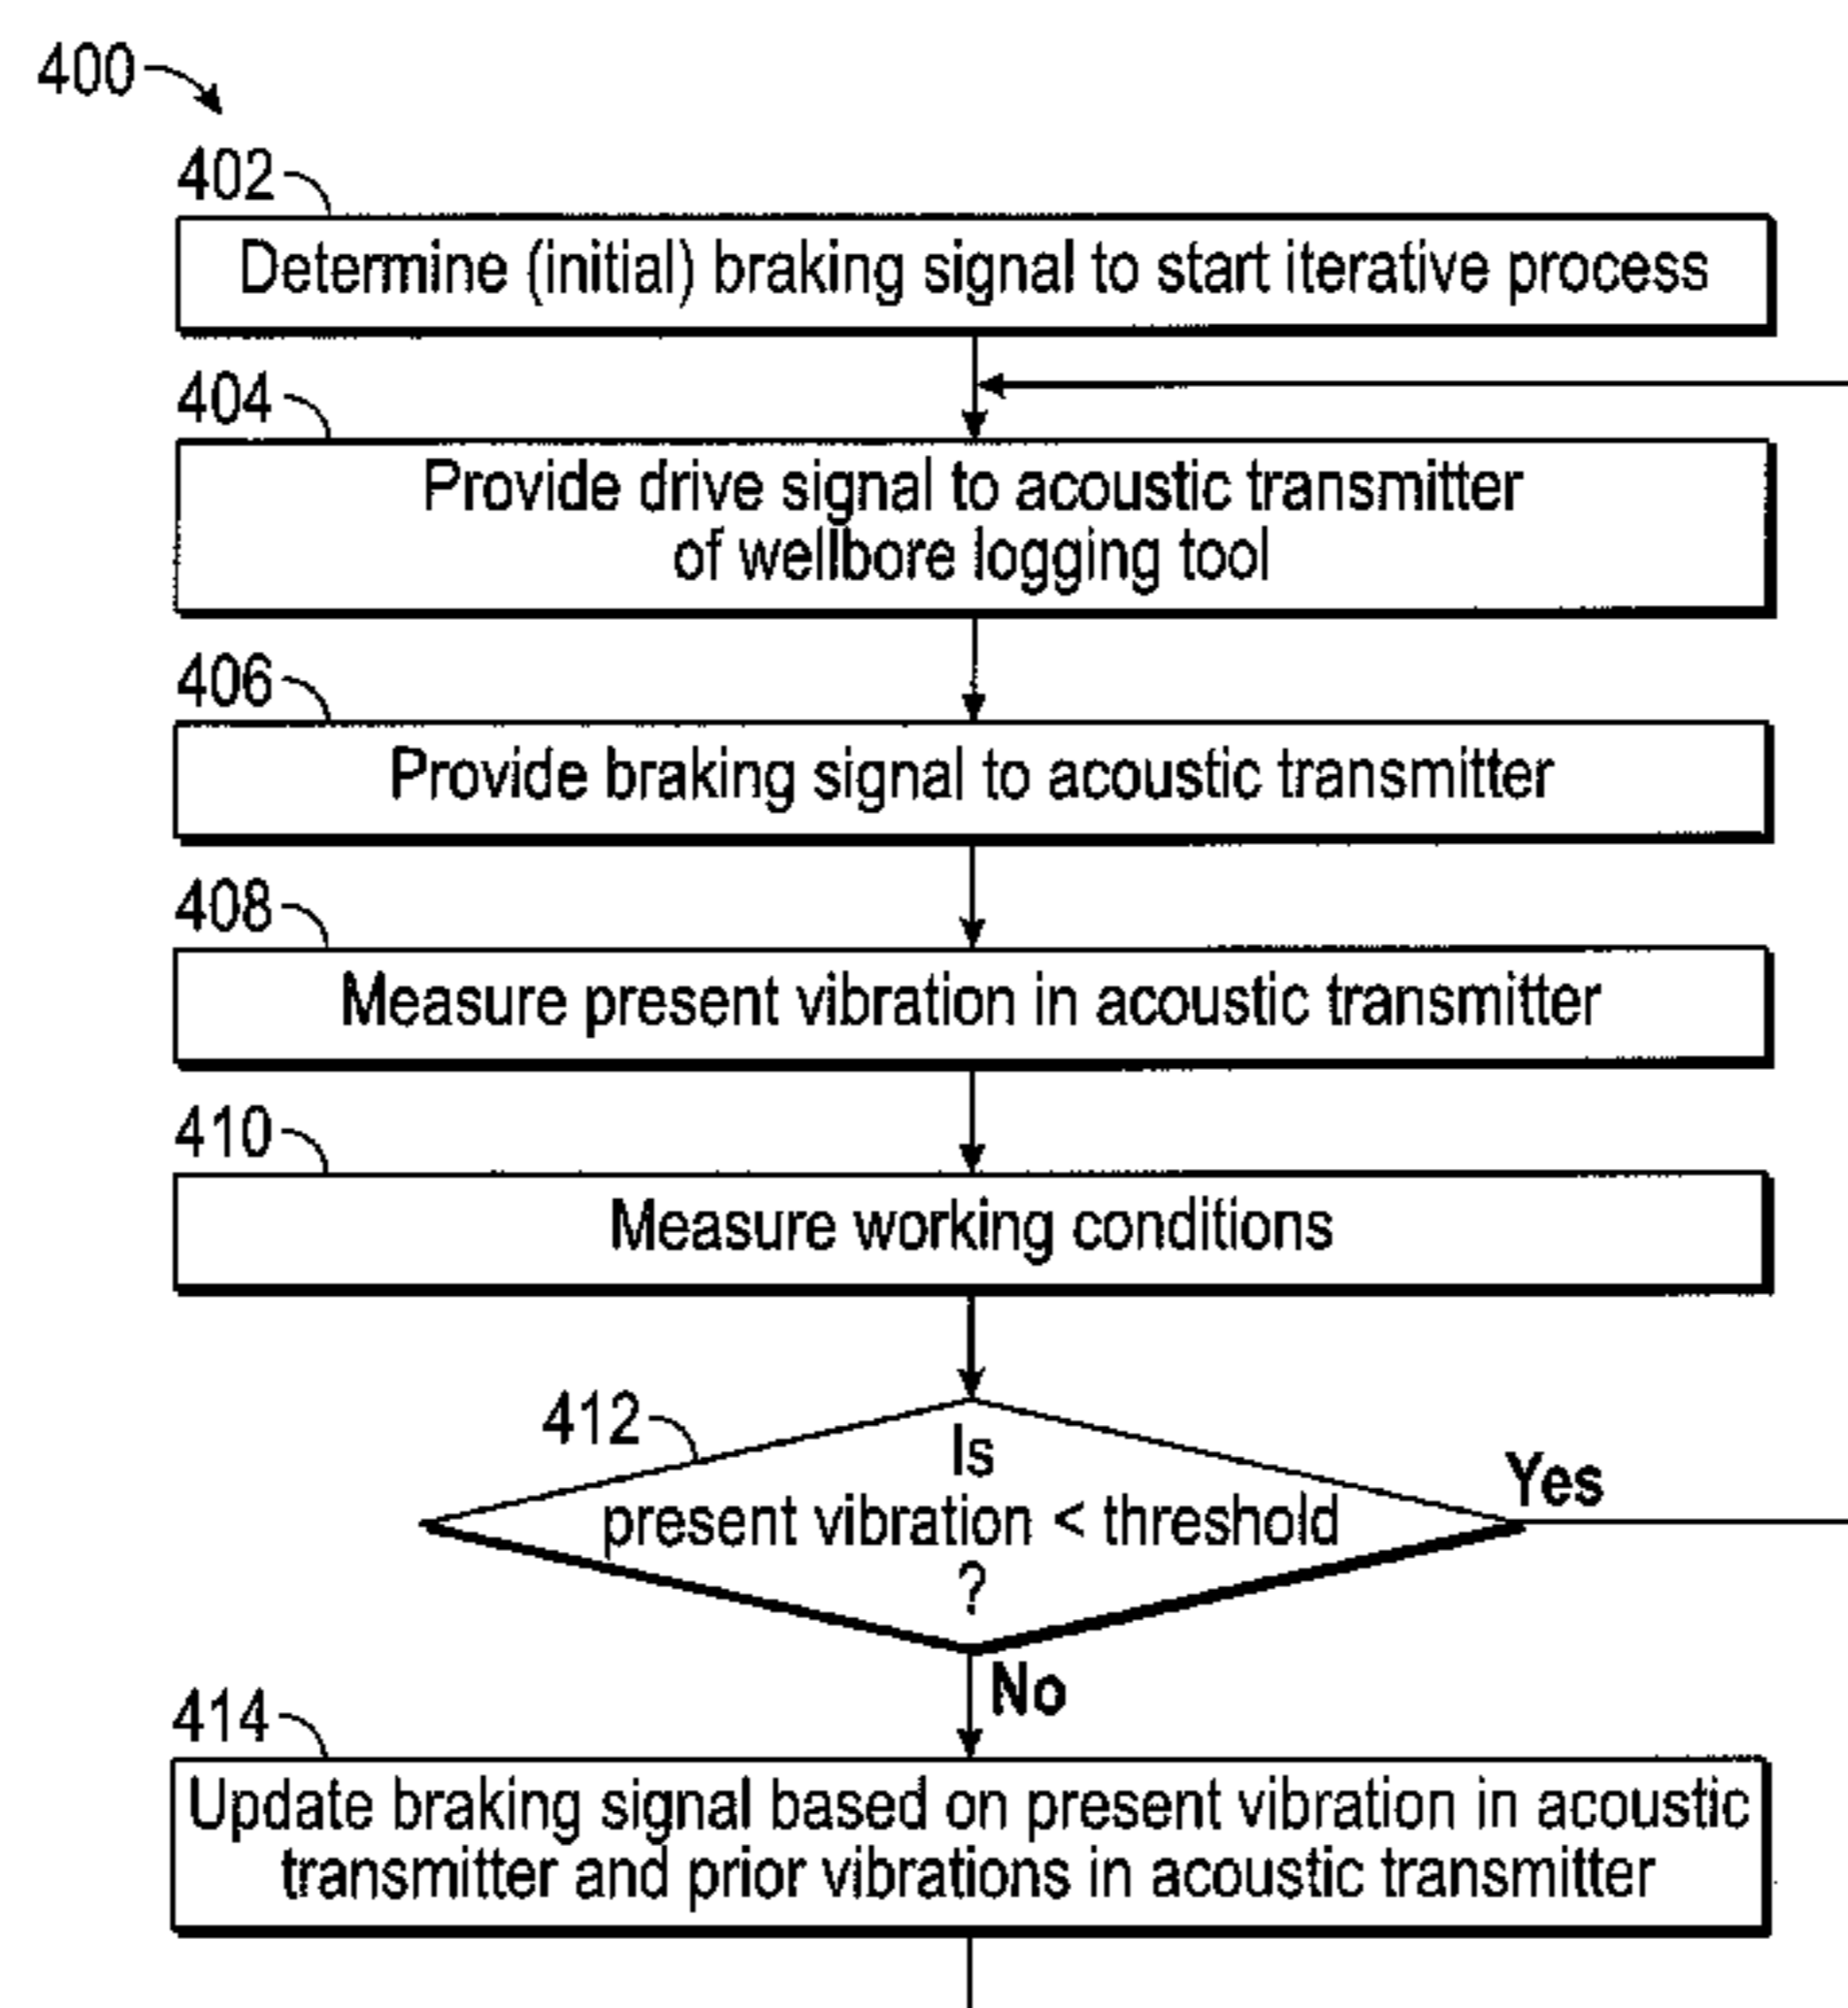 400
402
Determine (initial) braking signal to start iterative process
404
Provide drive signal to acoustic transmitter
of wellbore logging tool
406
Provide braking signal to acoustic transmitter
408
Measure present vibration in acoustic transmitter
410
Measure working conditions
412
Is
present vibration < threshold
?
Yes
No
414
Update braking signal based on present vibration in acoustic
transmitter and prior vibrations in acoustic transmitter